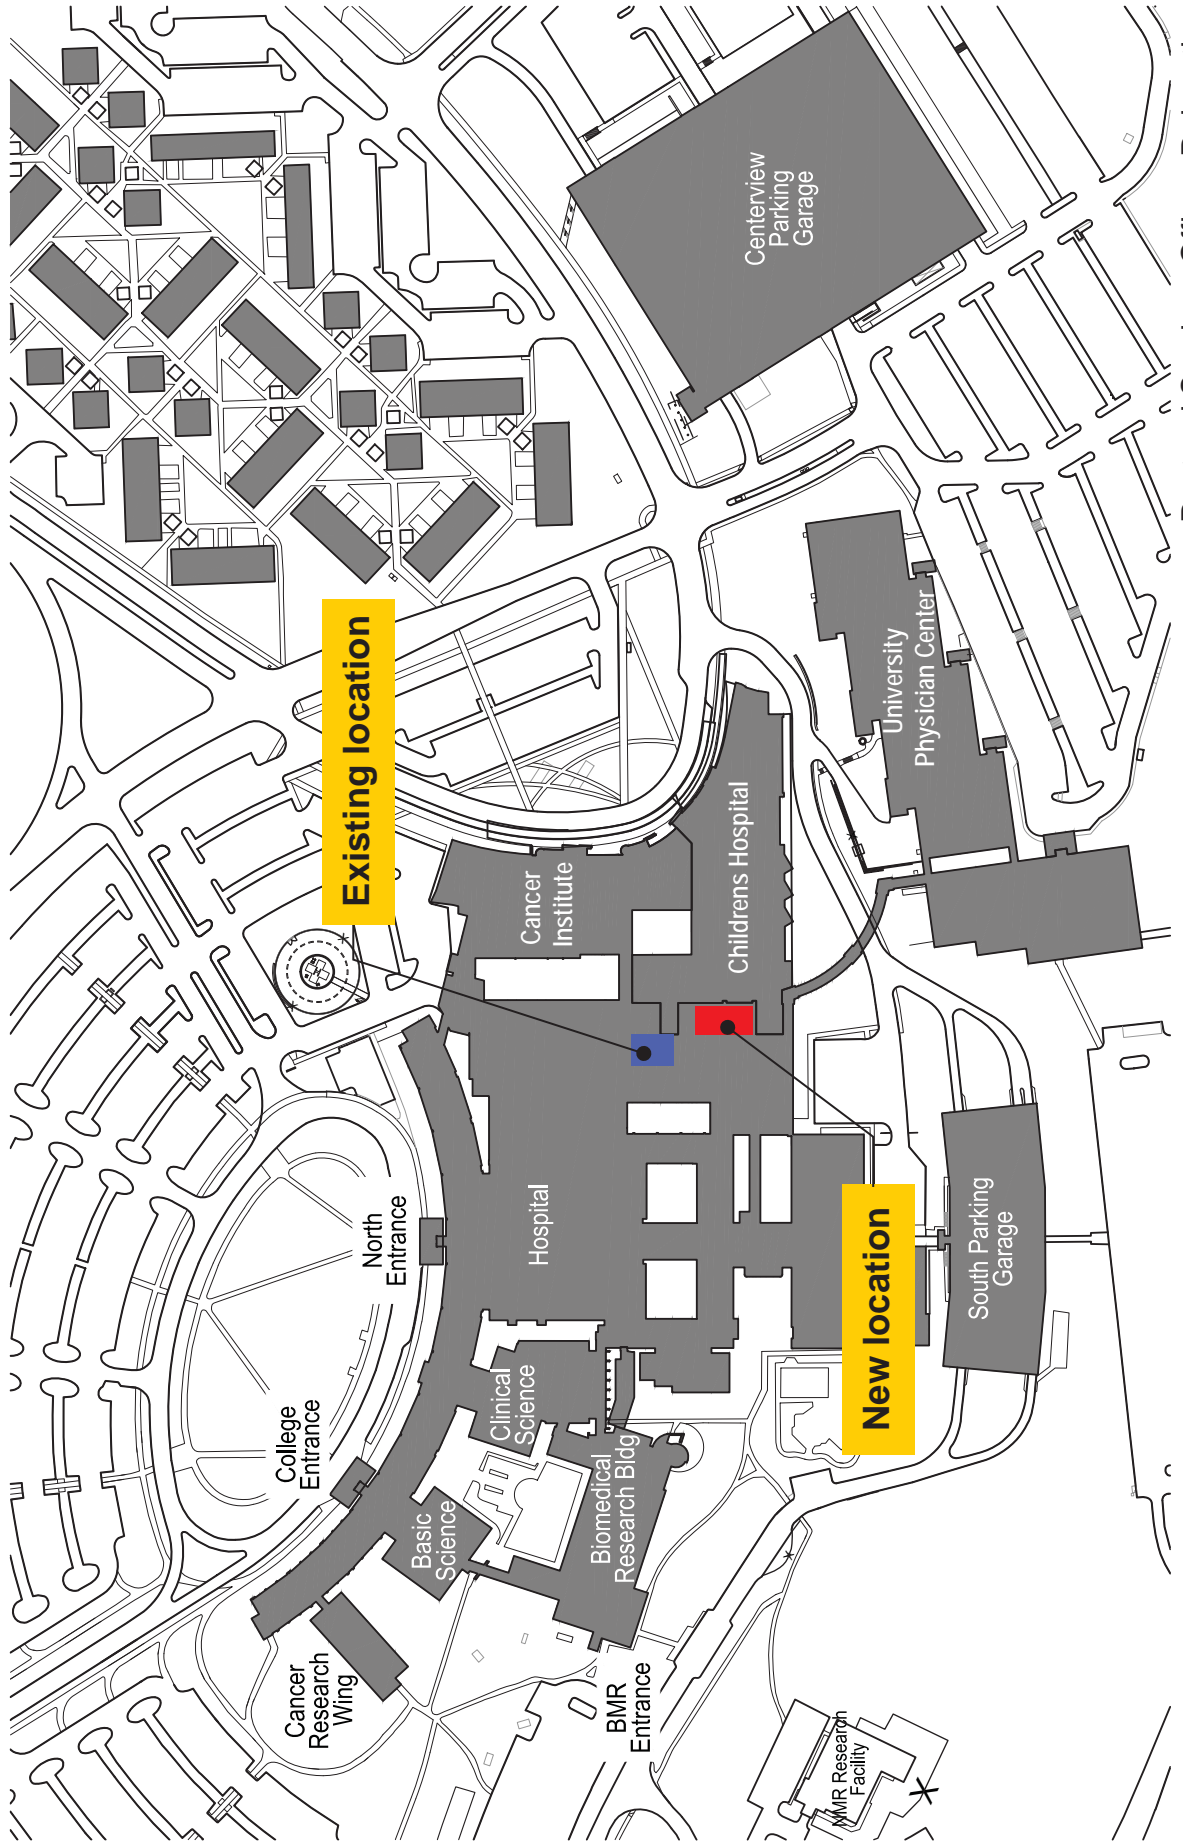 Cancer
Research
Wing
College
Entrance
North
Entrance
Existing location
Basic
Science
Clinical
Science
Hospital
Cancer
Institute
BMR
Entrance
Biomedical
Research Bldg
Childrens Hospital
Centerview
Parking
Garage
NMR Research
Facility
New location
University
Physician Center
South Parking
Garage